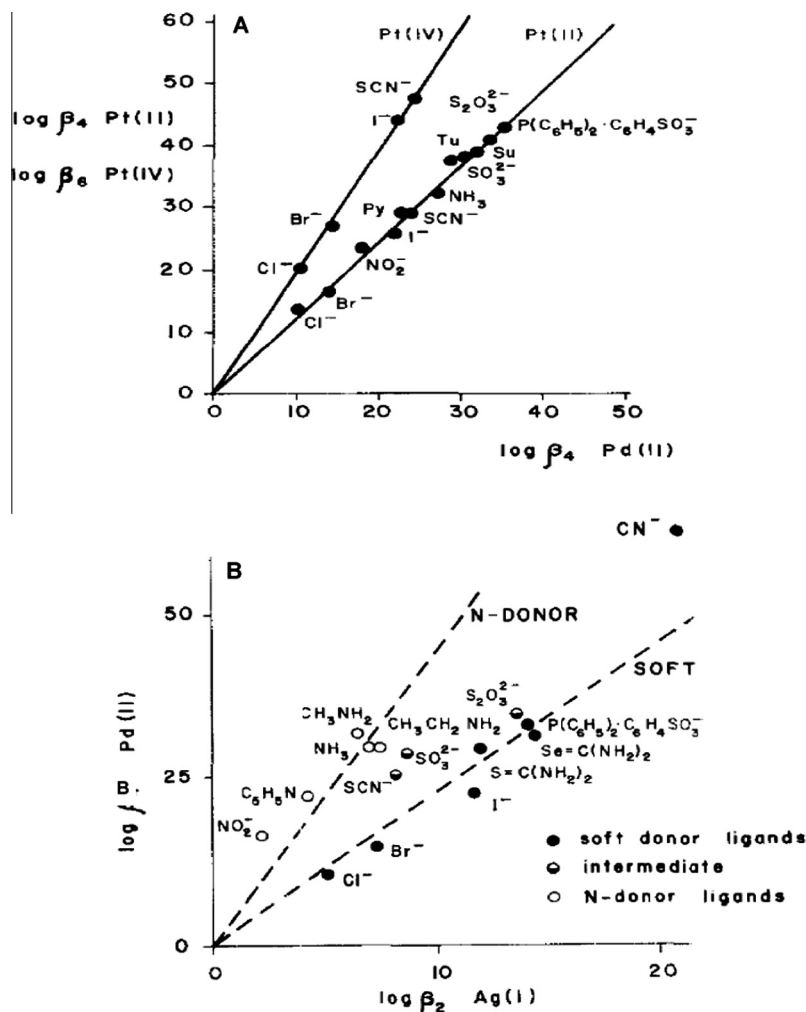 60
A
Pt(IV)
Pt(II)
50
SCN⁻
S₂O₃²⁻
log β₄ Pt(II)
I⁻
P(C₆H₅)₂·C₆H₄SO₃⁻
40
Tu
Su
log β₆ Pt(IV)
SO₃²⁻
30
Br⁻
Py
NH₃
SCN⁻
I⁻
20
Cl⁻
NO₂⁻
Br⁻
10
Cl⁻
0
0 10 20 30 40 50
log β₄ Pd(II)
CN⁻
B
50
N-DONOR
SOFT
S₂O₃²⁻
CH₃NH₂
CH₃CH₂NH₂
P(C₆H₅)₂·C₆H₄SO₃⁻
NH₃
SO₃²⁻
Se=C(NH₂)₂
25
SCN⁻
S=C(NH₂)₂
C₅H₅N
I⁻
NO₂⁻
log β. Pd(II)
Br⁻
Cl⁻
soft donor ligands
intermediate
N-donor ligands
0
0 10 20
log β₂ Ag(I)